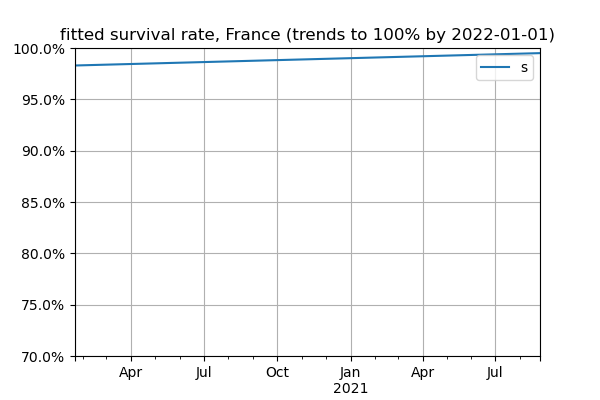 fitted survival rate, France (trends to 100% by 2022-01-01)
100.0%
s
95.0%
90.0%
85.0%
80.0%
75.0%
70.0%
Apr Jul Oct Jan Apr Jul
2021